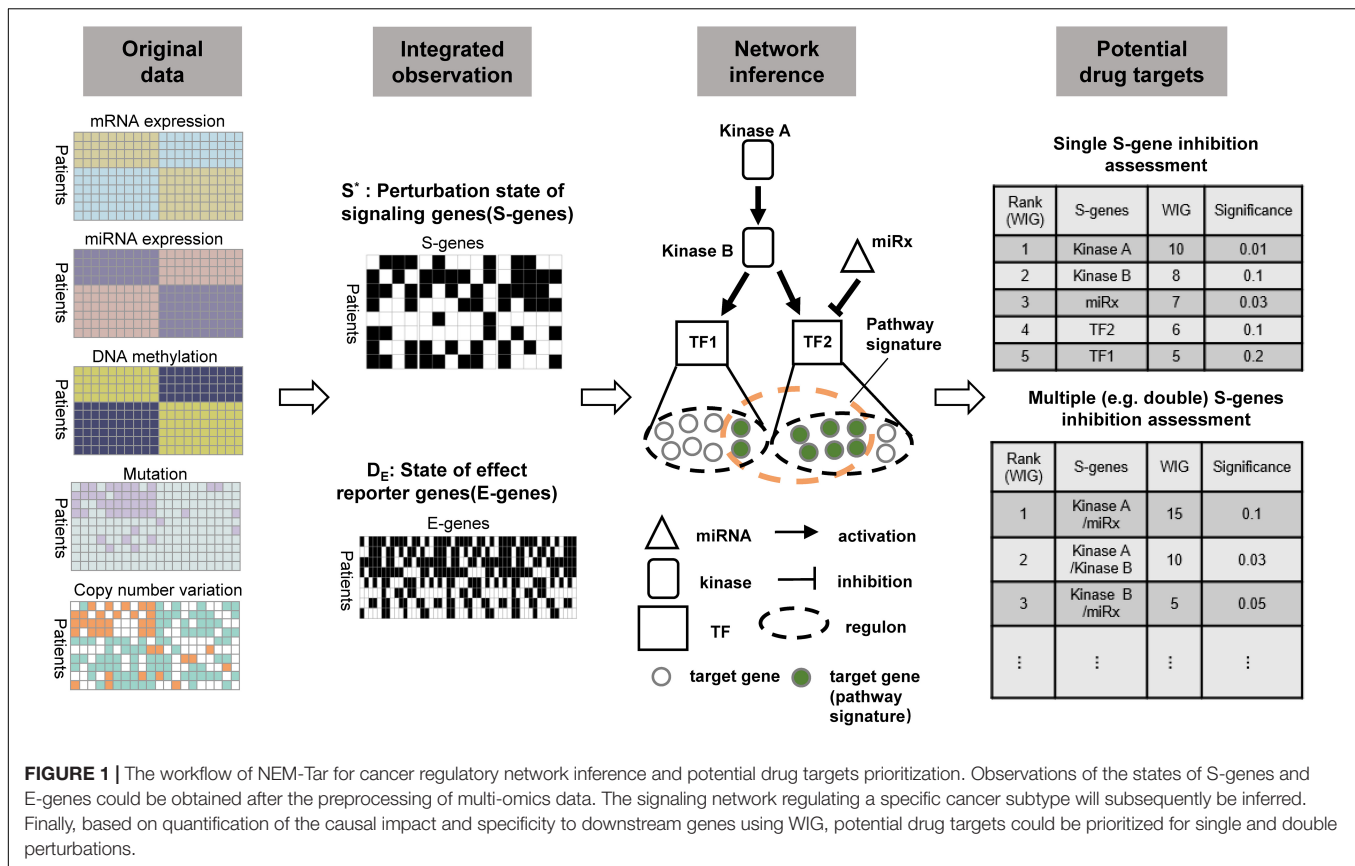 Original
data
Integrated
observation
Network
inference
Potential
drug targets
mRNA expression
Patients
miRNA expression
Patients
DNA methylation
Patients
Mutation
Patients
Copy number variation
Patients
S* : Perturbation state of
signaling genes(S-genes)
S-genes
Patients
DE: State of effect
reporter genes(E-genes)
E-genes
Patients
Kinase A
Kinase B
miRx
TF1
TF2
Pathway
signature
miRNA
activation
kinase
inhibition
TF
regulon
target gene
target gene
(pathway
signature)
Single S-gene inhibition
assessment
Rank
(WIG)
S-genes
WIG
Significance
1 Kinase A 10 0.01
2 Kinase B 8 0.1
3 miRx 7 0.03
4 TF2 6 0.1
5 TF1 5 0.2
Multiple (e.g. double) S-genes
inhibition assessment
Rank
(WIG)
S-genes
WIG
Significance
1 Kinase A
/miRx 15 0.1
2 Kinase A
/Kinase B 10 0.03
3 Kinase B
/miRx 5 0.05
⋮ ⋮ ⋮ ⋮
FIGURE 1 | The workflow of NEM-Tar for cancer regulatory network inference and potential drug targets prioritization. Observations of the states of S-genes and
E-genes could be obtained after the preprocessing of multi-omics data. The signaling network regulating a specific cancer subtype will subsequently be inferred.
Finally, based on quantification of the causal impact and specificity to downstream genes using WIG, potential drug targets could be prioritized for single and double
perturbations.